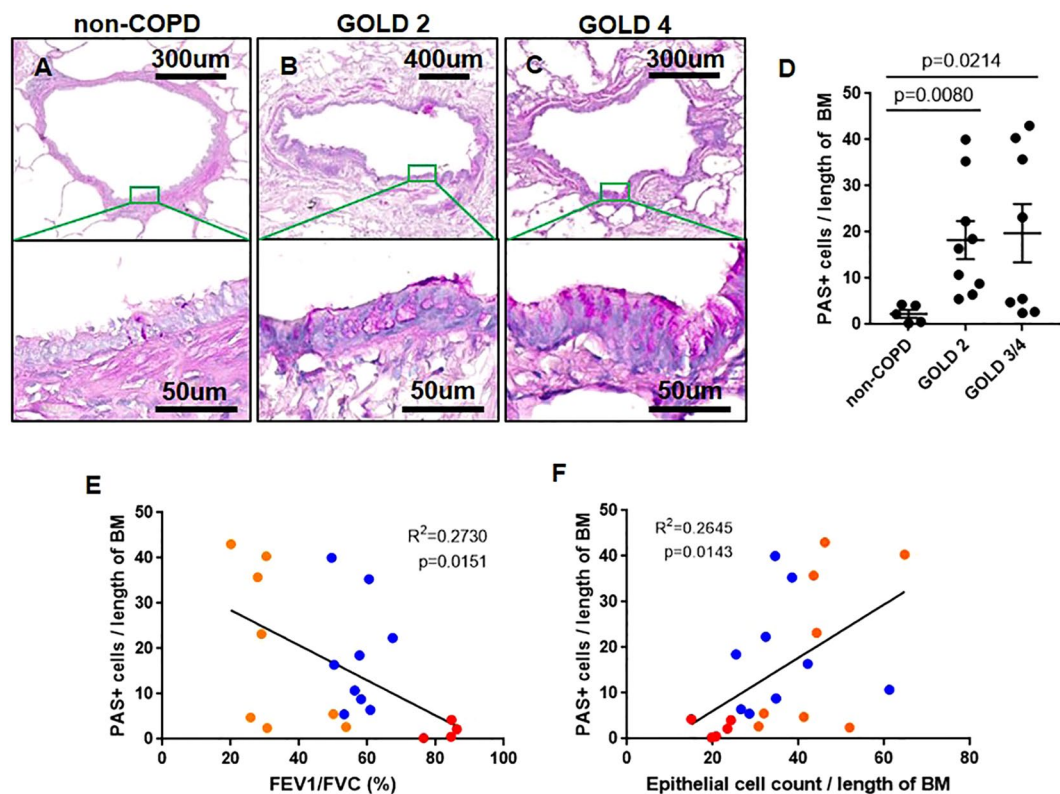 non-COPD
GOLD 2
GOLD 4
A
300um
B
400um
C
300um
50um
50um
50um
D
p=0.0214
p=0.0080
PAS+ cells / length of BM
50
40
30
20
10
0
non-COPD
GOLD 2
GOLD 3/4
E
PAS+ cells / length of BM
50
40
30
20
10
0
R²=0.2730
p=0.0151
0
20
40
60
80
100
FEV1/FVC (%)
F
PAS+ cells / length of BM
50
40
30
20
10
0
R²=0.2645
p=0.0143
0
20
40
60
80
Epithelial cell count / length of BM